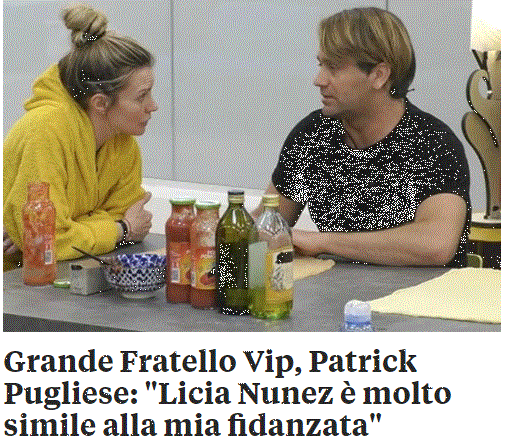 Grande Fratello Vip, Patrick
Pugliese: "Licia Nunez è molto
simile alla mia fidanzata"